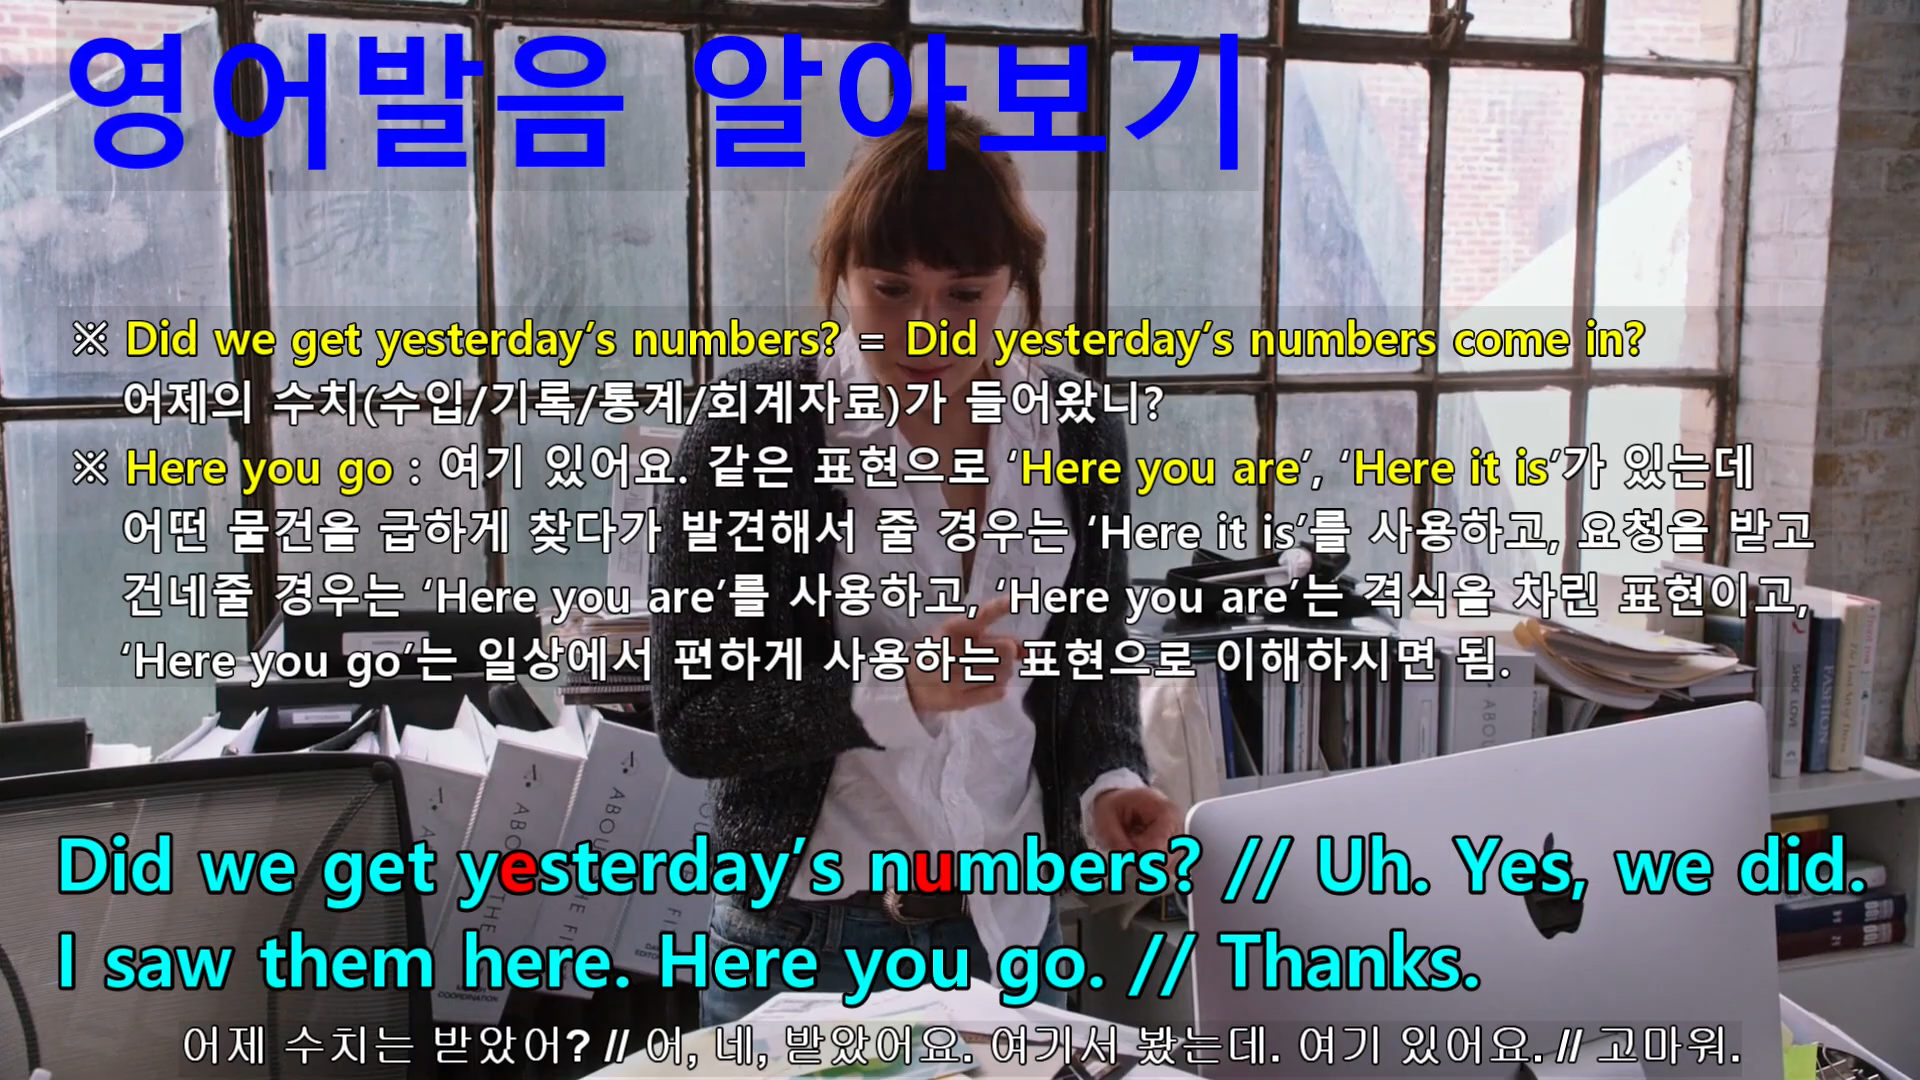 영어발음 알아보기
※ Did we get yesterday's numbers? = Did yesterday's numbers come in?
어제의 수치(수입/기록/통계/회계자료)가 들어왔니?
※ Here you go : 여기 있어요. 같은 표현으로 ‘Here you are’, ‘Here it is’가 있는데
어떤 물건을 급하게 찾다가 발견해서 줄 경우는 ‘Here it is’를 사용하고, 요청을 받고
건네줄 경우는 ‘Here you are’를 사용하고, ‘Here you are’는 격식을 차린 표현이고,
‘Here you go’는 일상에서 편하게 사용하는 표현으로 이해하시면 됨.
SHOE LOVE
FASHION
Did we get yesterday's numbers? // Uh. Yes, we did.
I saw them here. Here you go. // Thanks.
COORDINATION
어제 수치는 받았어? // 어, 네, 받았어요. 여기서 봤는데. 여기 있어요. // 고마워.